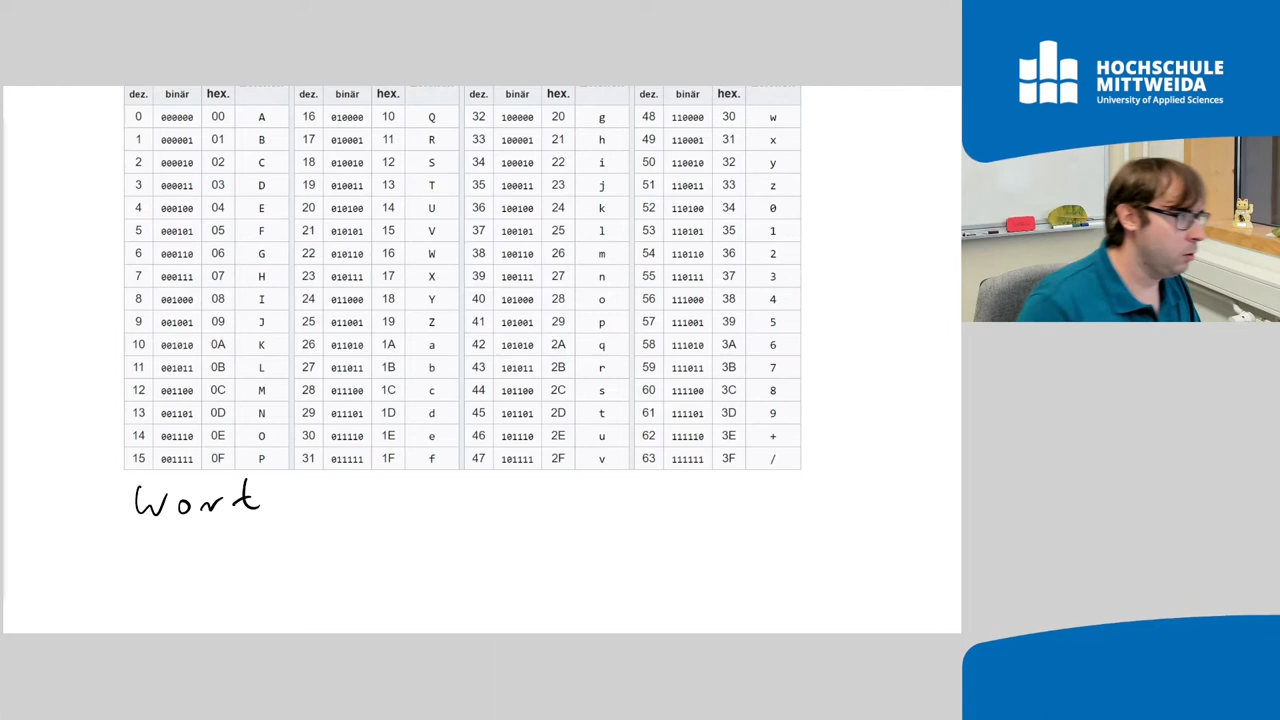 HOCHSCHULE
MITTWEIDA
University of Applied Sciences
dez. binär hex. dez. binär hex. dez. binär hex. dez. binär hex.
0 000000 00 A 16 010000 10 Q 32 100000 20 g 48 110000 30 w
1 000001 01 B 17 010001 11 R 33 100001 21 h 49 110001 31 x
2 000010 02 C 18 010010 12 S 34 100010 22 i 50 110010 32 y
3 000011 03 D 19 010011 13 T 35 100011 23 j 51 110011 33 z
4 000100 04 E 20 010100 14 U 36 100100 24 k 52 110100 34 0
5 000101 05 F 21 010101 15 V 37 100101 25 l 53 110101 35 1
6 000110 06 G 22 010110 16 W 38 100110 26 m 54 110110 36 2
7 000111 07 H 23 010111 17 X 39 100111 27 n 55 110111 37 3
8 001000 08 I 24 011000 18 Y 40 101000 28 o 56 111000 38 4
9 001001 09 J 25 011001 19 Z 41 101001 29 p 57 111001 39 5
10 001010 0A K 26 011010 1A a 42 101010 2A q 58 111010 3A 6
11 001011 0B L 27 011011 1B b 43 101011 2B r 59 111011 3B 7
12 001100 0C M 28 011100 1C c 44 101100 2C s 60 111100 3C 8
13 001101 0D N 29 011101 1D d 45 101101 2D t 61 111101 3D 9
14 001110 0E O 30 011110 1E e 46 101110 2E u 62 111110 3E +
15 001111 0F P 31 011111 1F f 47 101111 2F v 63 111111 3F /
Wort